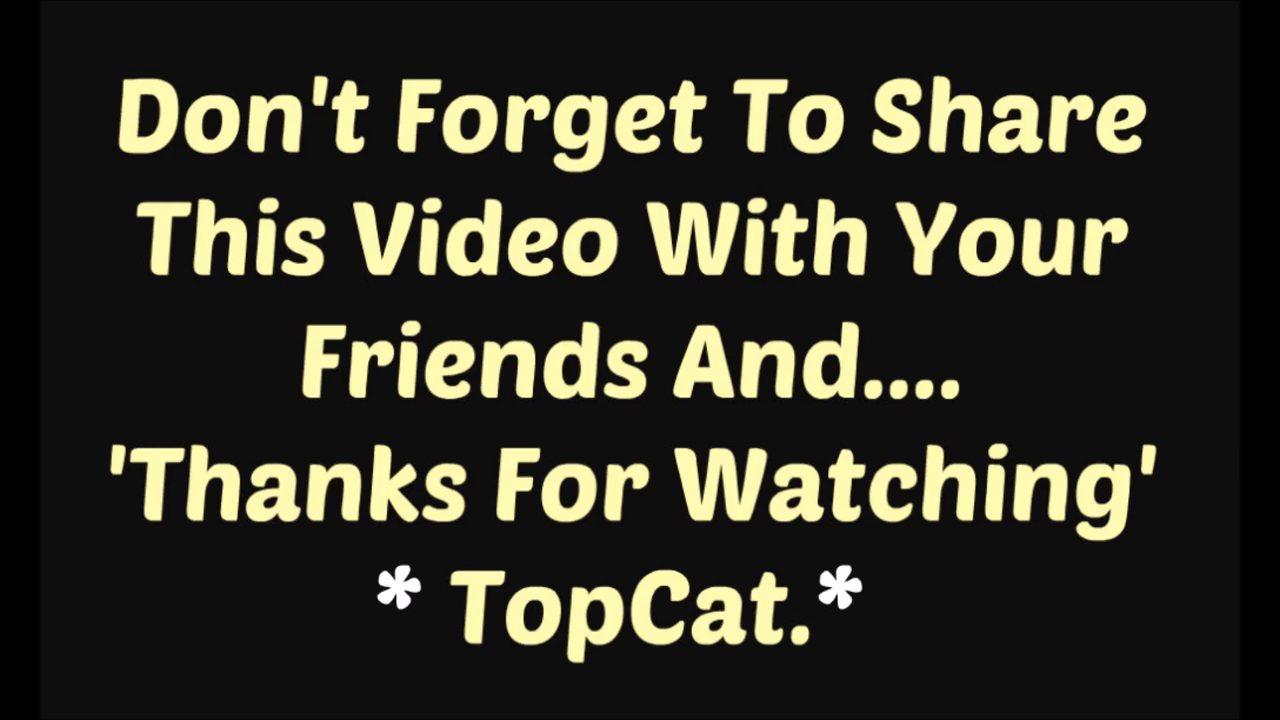 Don't Forget To Share
This Video With Your
Friends And....
'Thanks For Watching'
* TopCat.*